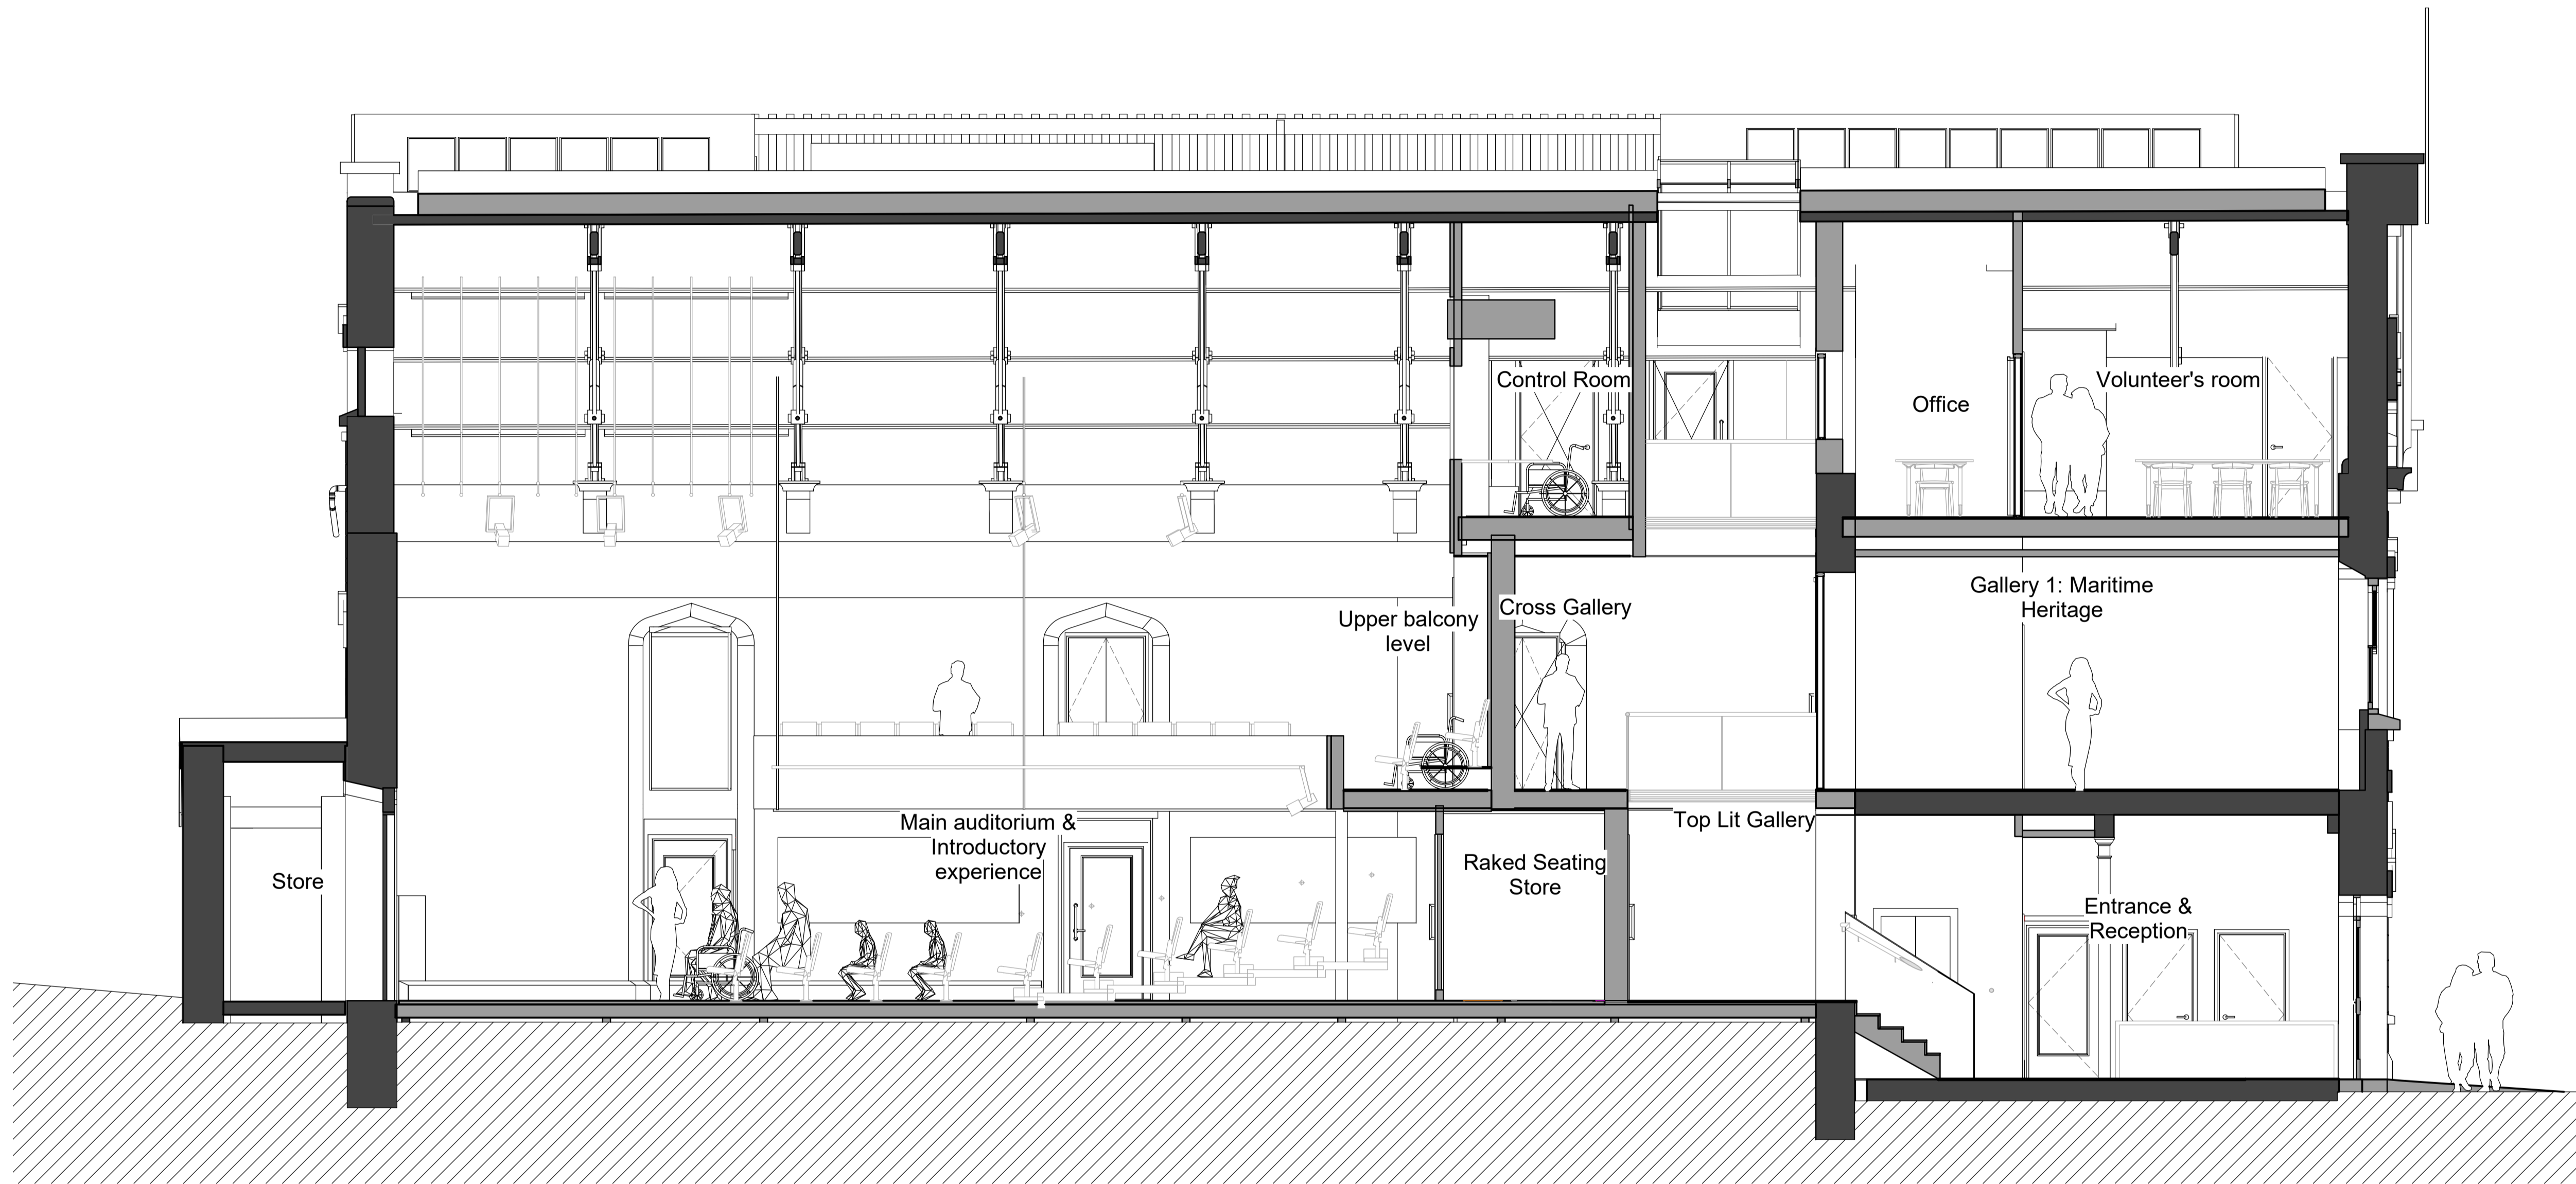 Control Room
Office
Volunteer's room
Upper balcony
level
Cross Gallery
Gallery 1: Maritime
Heritage
Store
Main auditorium &
Introductory
experience
Raked Seating
Store
Top Lit Gallery
Entrance &
Reception